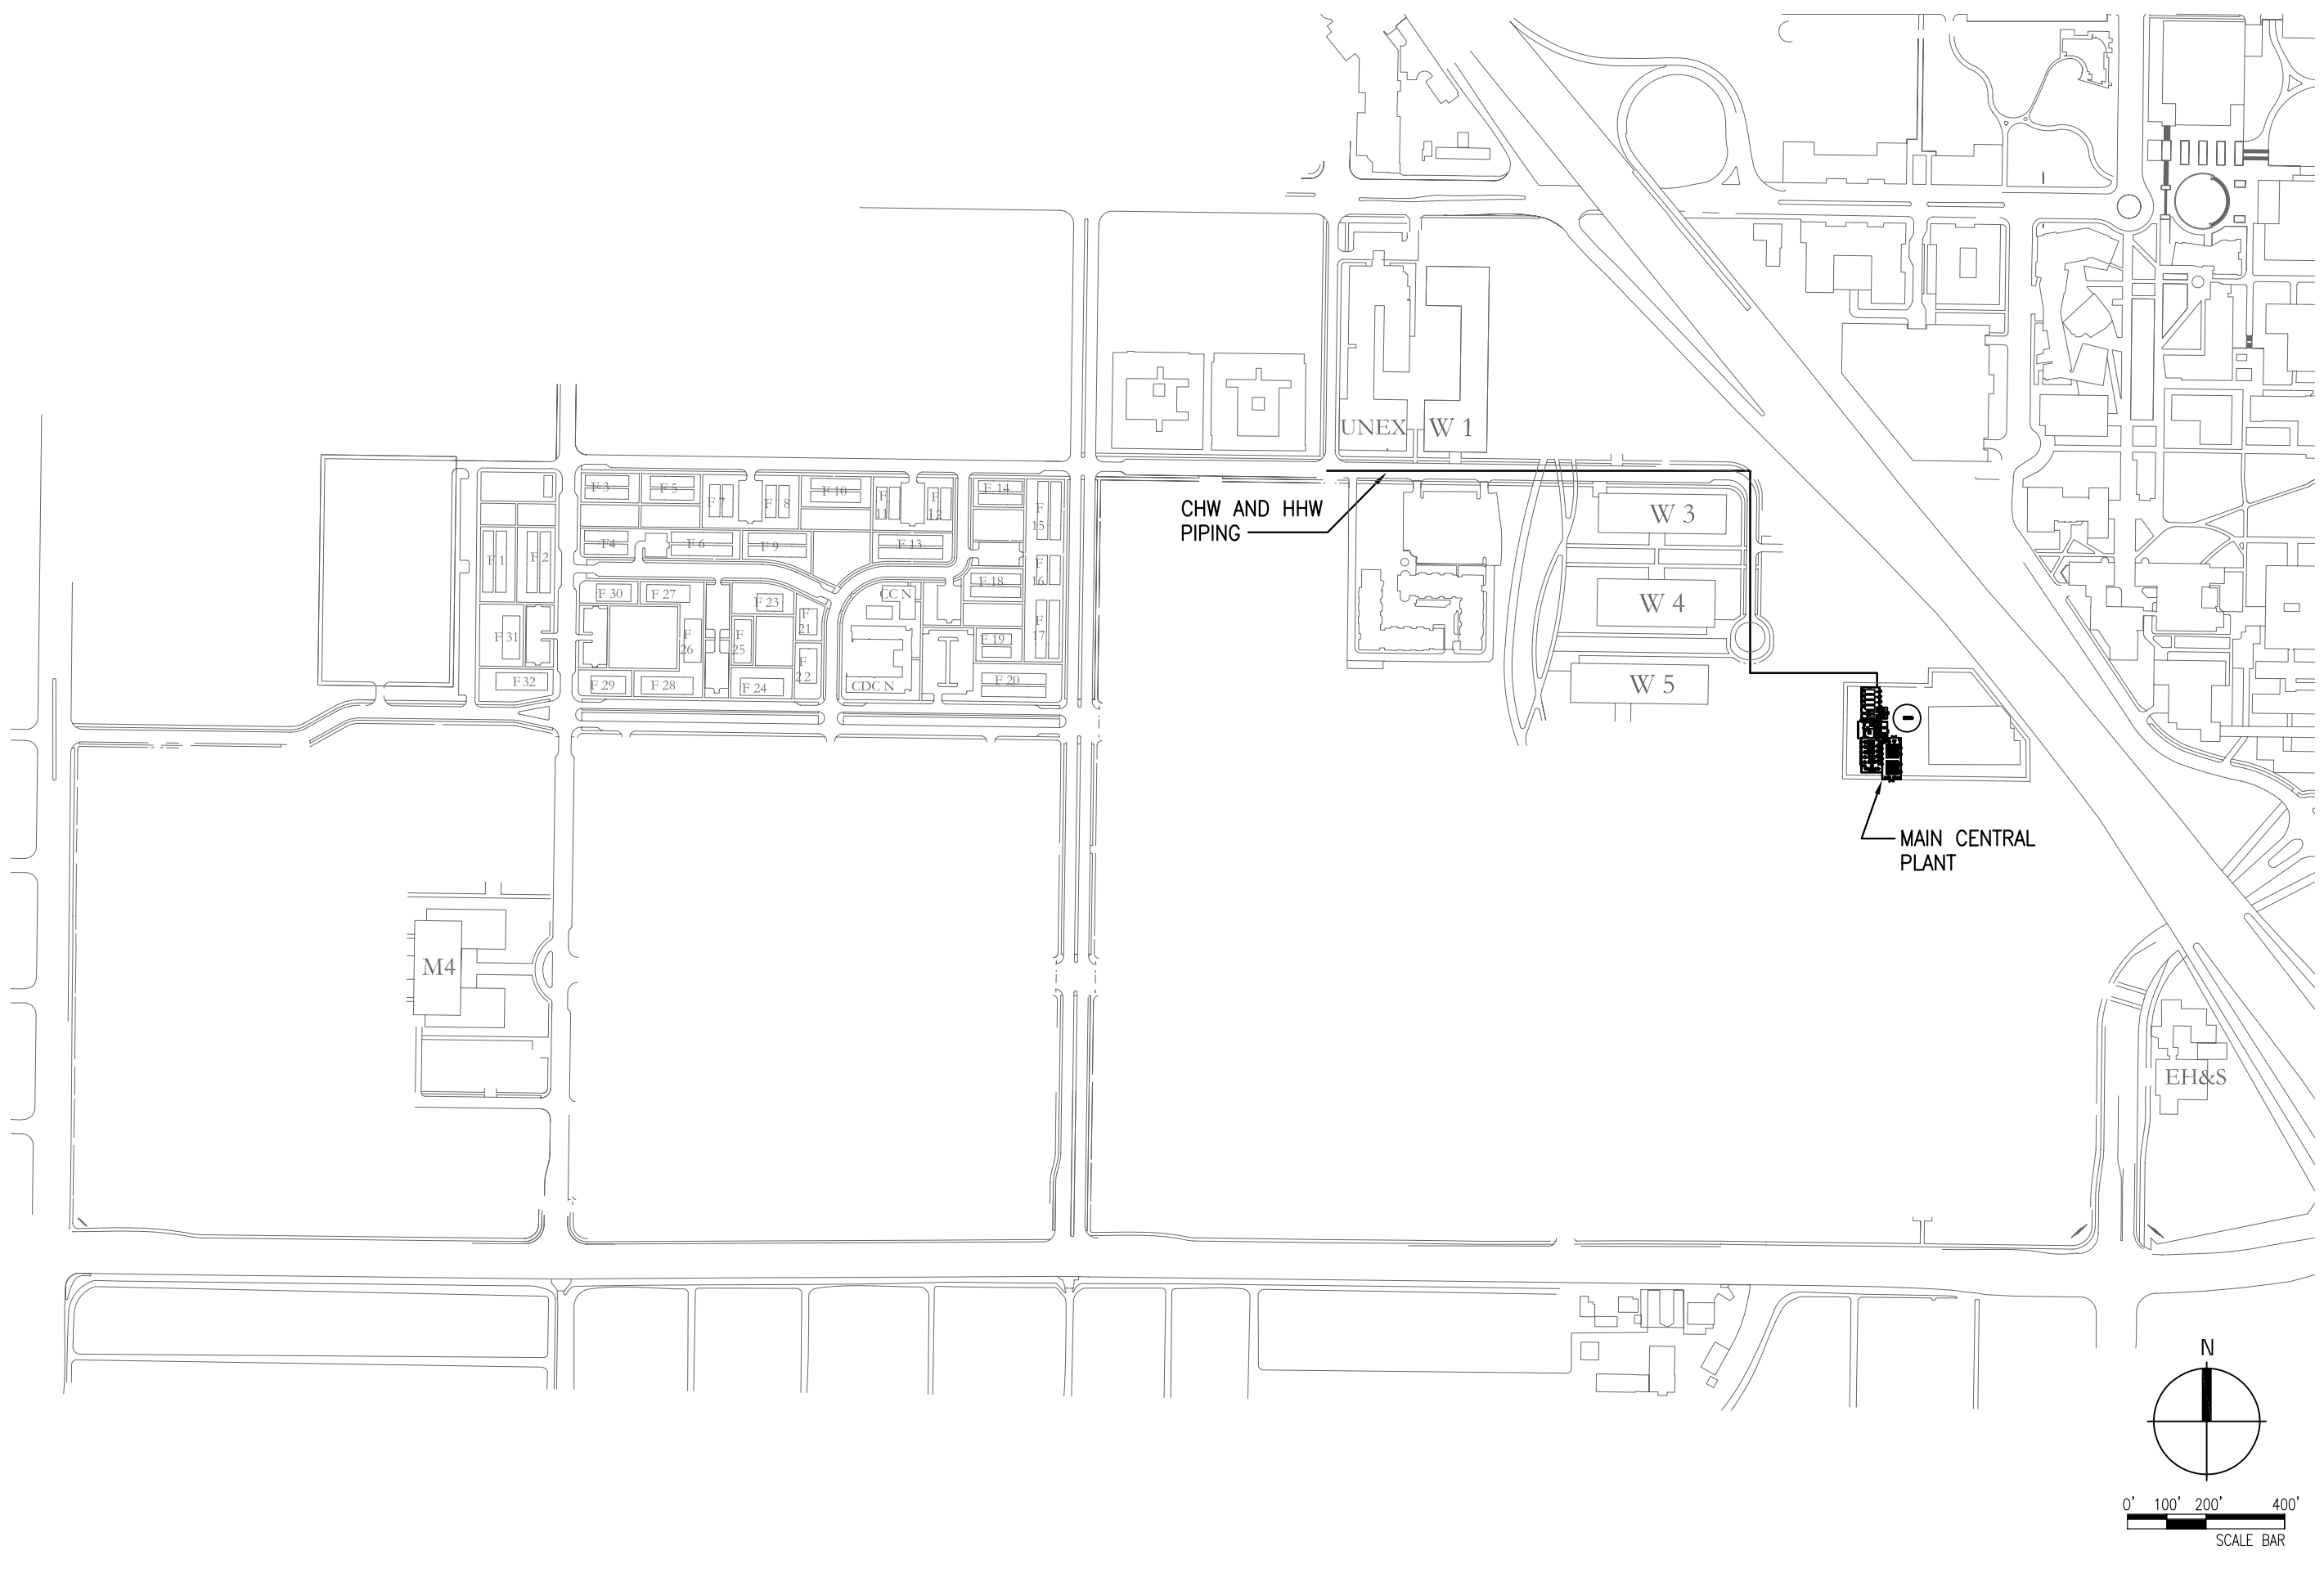 UNEX
W 1
CHW AND HHW
PIPING
F 3
F 5
F 7
F 8
F 10
F
11
F
12
F 14
F
15
F 1
F 2
F4
F 6
F 9
F 13
F
16
F 18
F 30
F 27
F 23
CC N
F
21
F 31
F
26
F
25
F 19
F
17
F 32
F 29
F 28
F 24
F
22
CDC N
F 20
W 3
W 4
W 5
MAIN CENTRAL
PLANT
M4
EH&S
N
0' 100' 200' 400'
SCALE BAR